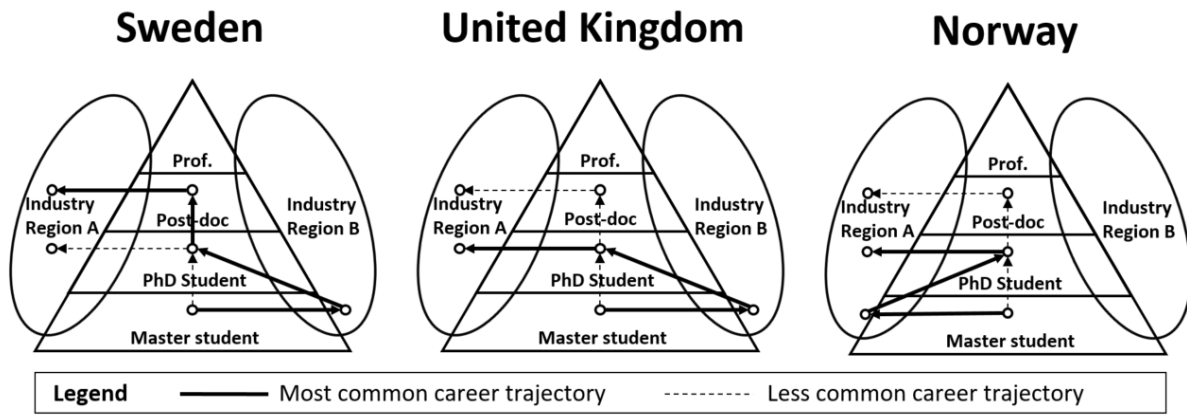 Sweden
United Kingdom
Norway
Prof.
Industry
Region A
Post-doc
Industry
Region B
PhD Student
Master student
Prof.
Industry
Region A
Post-doc
Industry
Region B
PhD Student
Master student
Prof.
Industry
Region A
Post-doc
Industry
Region B
PhD Student
Master student
Legend
Most common career trajectory
Less common career trajectory